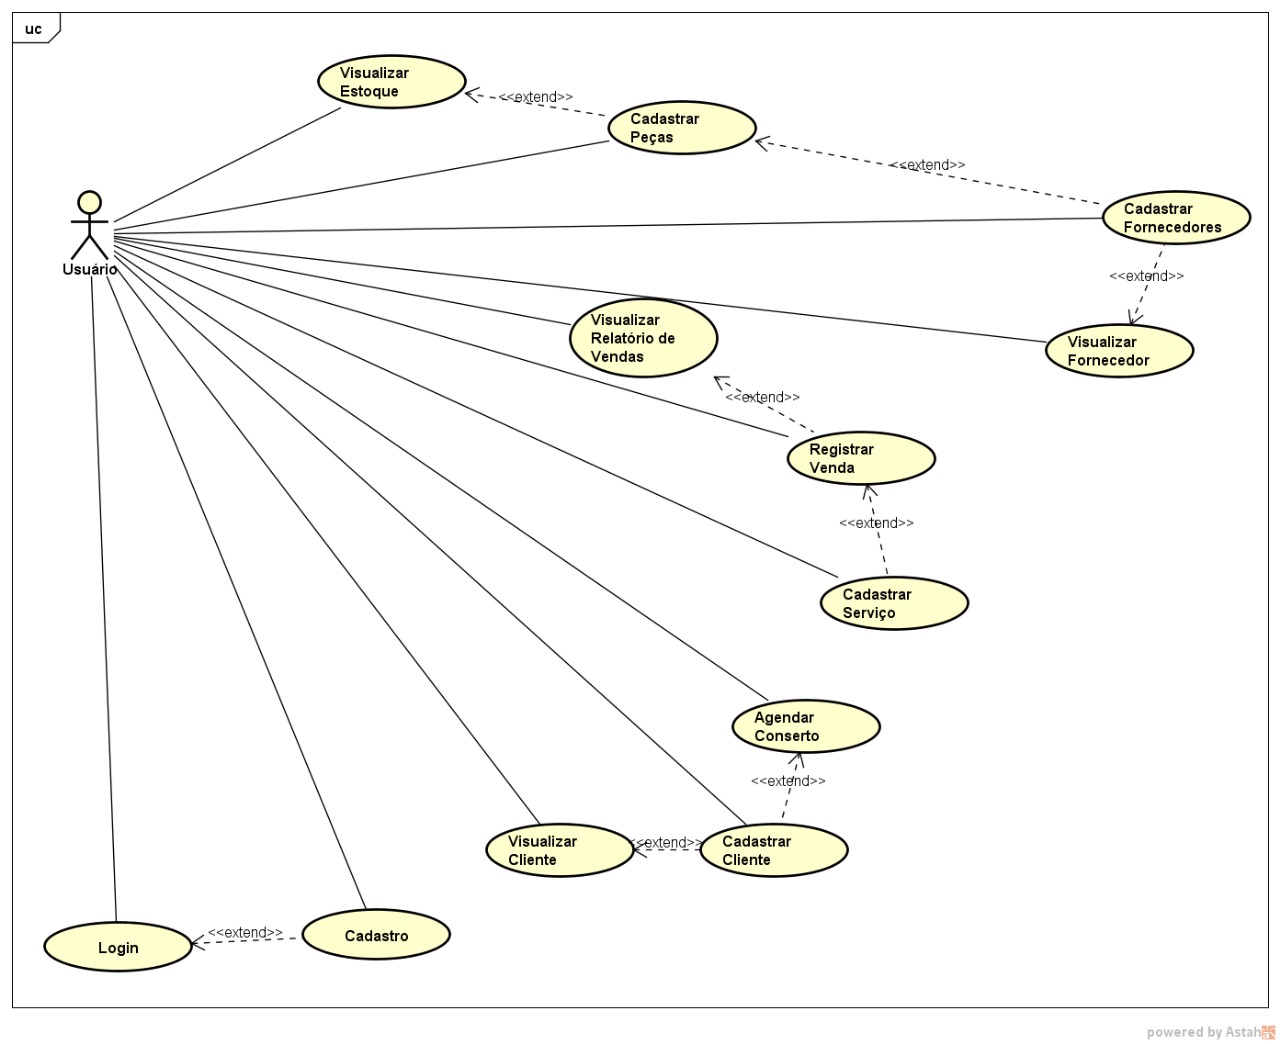 uc
Visualizar
Estoque
<<extend>>
Cadastrar
Peças
<<extend>>
Cadastrar
Fornecedores
Usuário
<<extend>>
Visualizar
Relatório de
Vendas
Visualizar
Fornecedor
<<extend>>
Registrar
Venda
<<extend>>
Cadastrar
Serviço
Agendar
Conserto
<<extend>>
Visualizar
Cliente
<<extend>>
Cadastrar
Cliente
Login
<<extend>>
Cadastro
powered by Astah